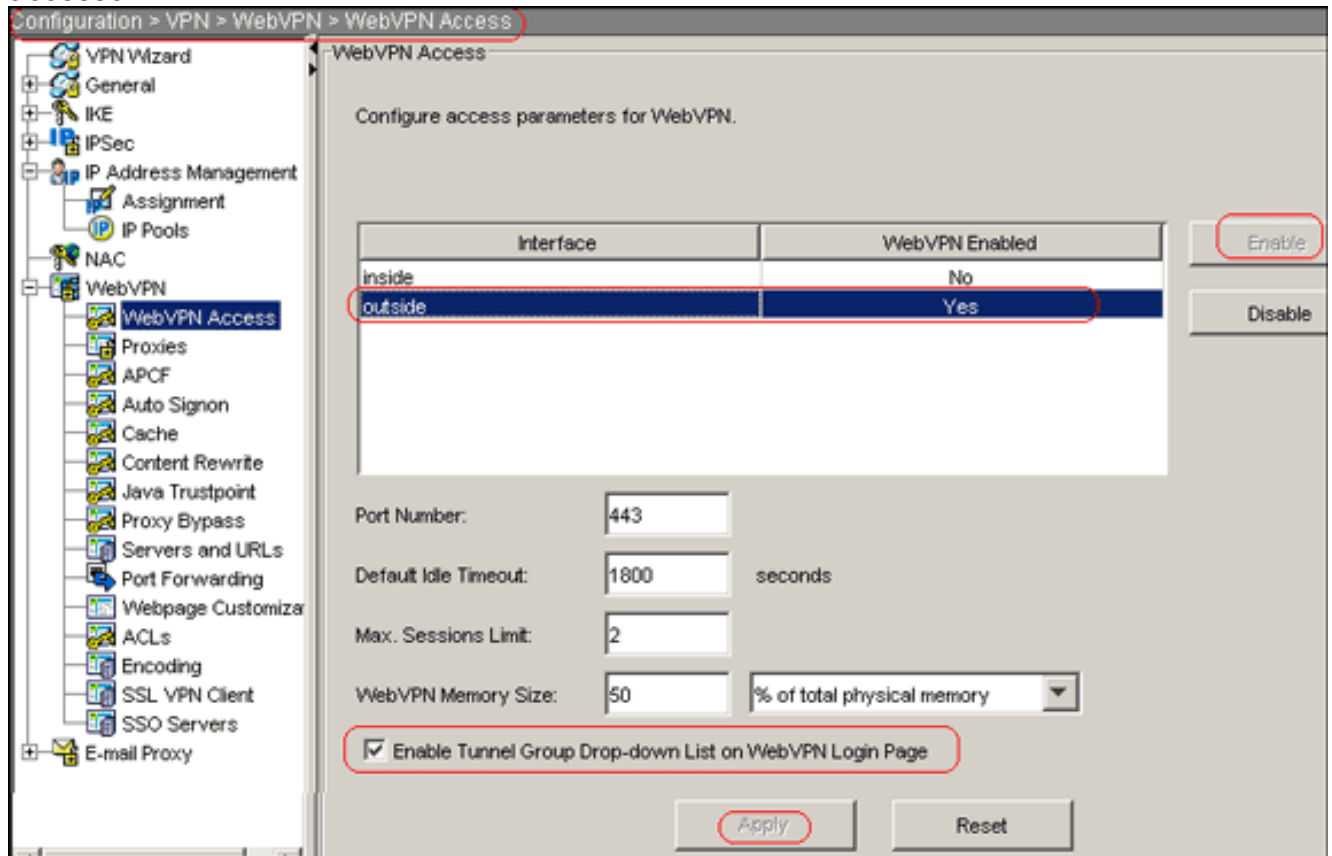 Configuration > VPN > WebVPN > WebVPN Access
VPN Wizard
General
IKE
IPSec
IP Address Management
Assignment
IP Pools
NAC
WebVPN
WebVPN Access
Proxies
APCF
Auto Signon
Cache
Content Rewrite
Java Trustpoint
Proxy Bypass
Servers and URLs
Port Forwarding
Webpage Customiza
ACLs
Encoding
SSL VPN Client
SSO Servers
E-mail Proxy
WebVPN Access
Configure access parameters for WebVPN.
Interface WebVPN Enabled
inside No
outside Yes
Enable
Disable
Port Number: 443
Default Idle Timeout: 1800 seconds
Max. Sessions Limit: 2
WebVPN Memory Size: 50 % of total physical memory
Enable Tunnel Group Drop-down List on WebVPN Login Page
Apply Reset